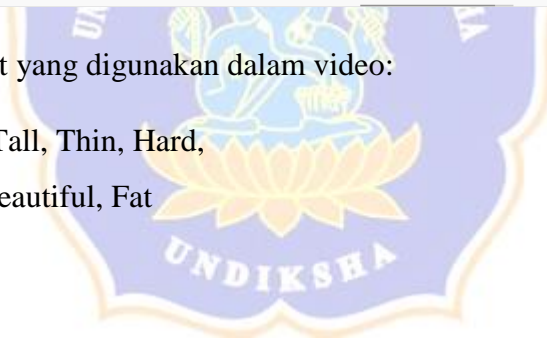 t yang digunakan dalam video:
Tall, Thin, Hard,
eautiful, Fat
UNDIKSHA